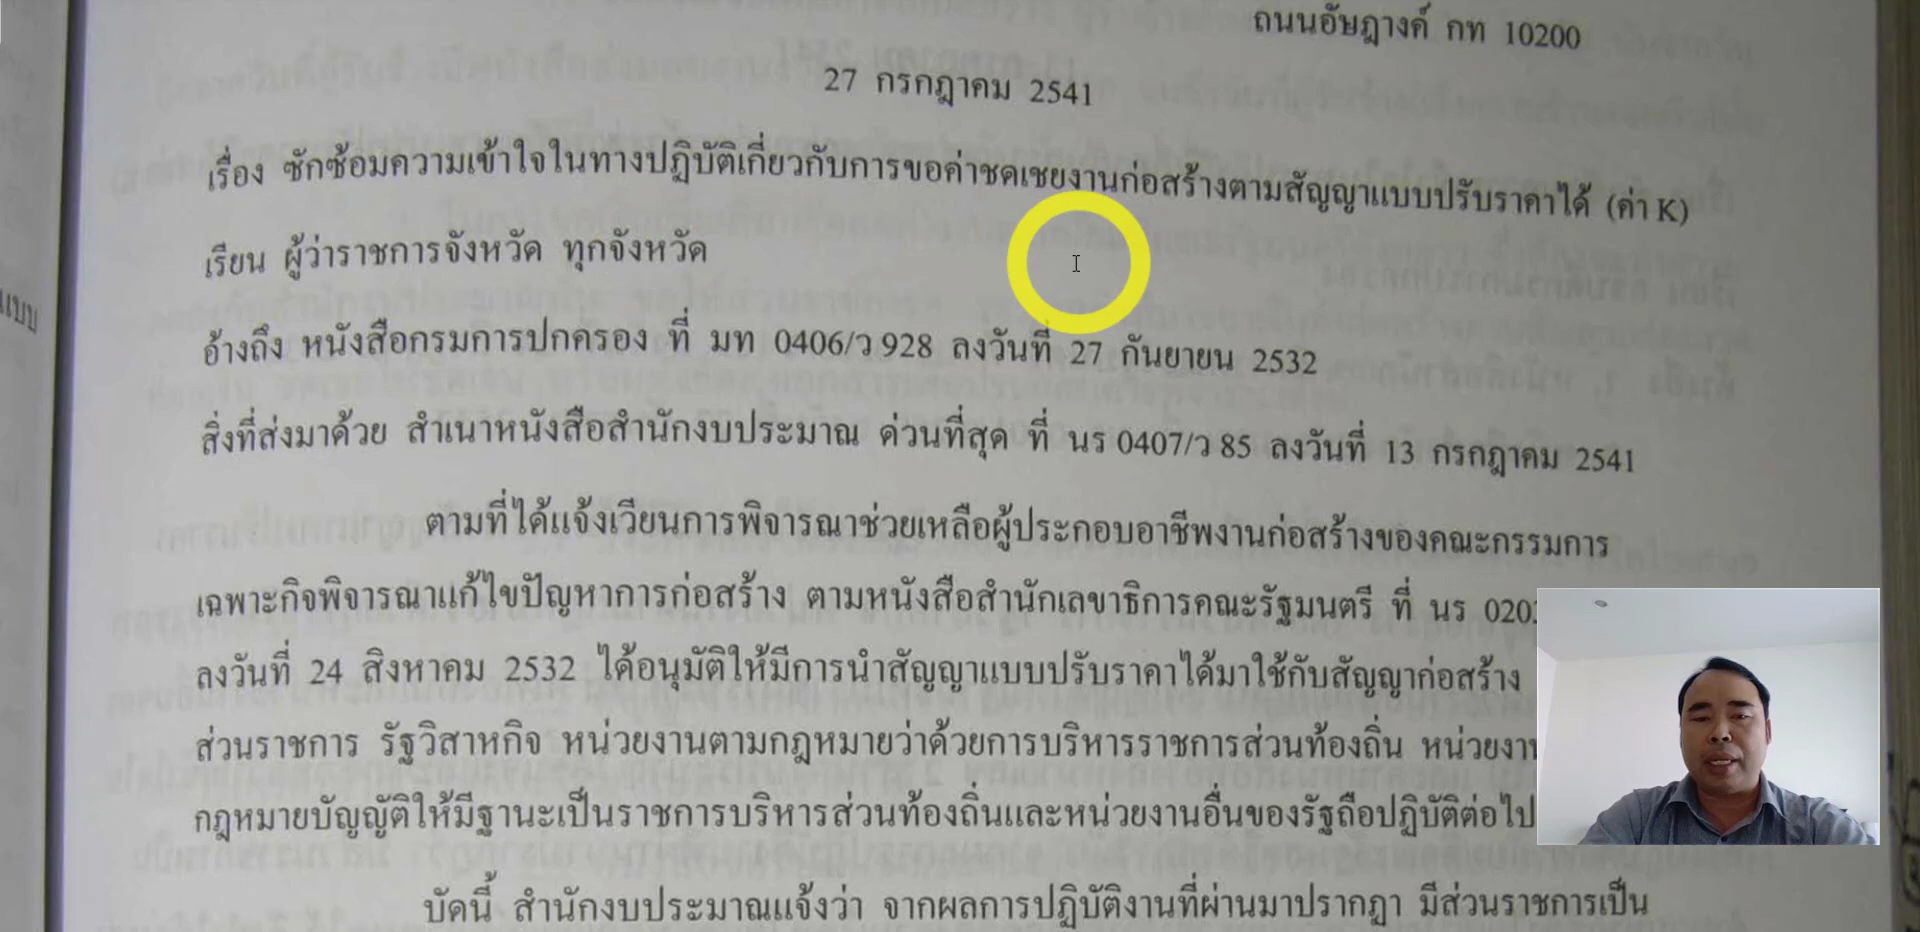 ถนนอัษฎางค์ กท 10200
27 กรกฎาคม 2541
เรื่อง ซักซ้อมความเข้าใจในทางปฏิบัติเกี่ยวกับการขอค่าชดเชยงานก่อสร้างตามสัญญาแบบปรับราคาได้ (ค่า K)
เรียน ผู้ว่าราชการจังหวัด ทุกจังหวัด
แบบ
อ้างถึง หนังสือกรมการปกครอง ที่ มท 0406/ว 928 ลงวันที่ 27 กันยายน 2532
สิ่งที่ส่งมาด้วย สำเนาหนังสือสำนักงบประมาณ ด่วนที่สุด ที่ นร 0407/ว 85 ลงวันที่ 13 กรกฎาคม 2541
ตามที่ได้แจ้งเวียนการพิจารณาช่วยเหลือผู้ประกอบอาชีพงานก่อสร้างของคณะกรรมการ
เฉพาะกิจพิจารณาแก้ไขปัญหาการก่อสร้าง ตามหนังสือสำนักเลขาธิการคณะรัฐมนตรี ที่ นร
ลงวันที่ 24 สิงหาคม 2532 ได้อนุมัติให้มีการนำสัญญาแบบปรับราคาได้มาใช้กับสัญญาก่อสร้าง
ส่วนราชการ รัฐวิสาหกิจ หน่วยงานตามกฎหมายว่าด้วยการบริหารราชการส่วนท้องถิ่น หน่วยงาน
กฎหมายบัญญัติให้มีฐานะเป็นราชการบริหารส่วนท้องถิ่นและหน่วยงานอื่นของรัฐถือปฏิบัติต่อไป
บัดนี้ สำนักงบประมาณแจ้งว่า จากผลการปฏิบัติงานที่ผ่านมาปรากฏว่า มีส่วนราชการเป็น